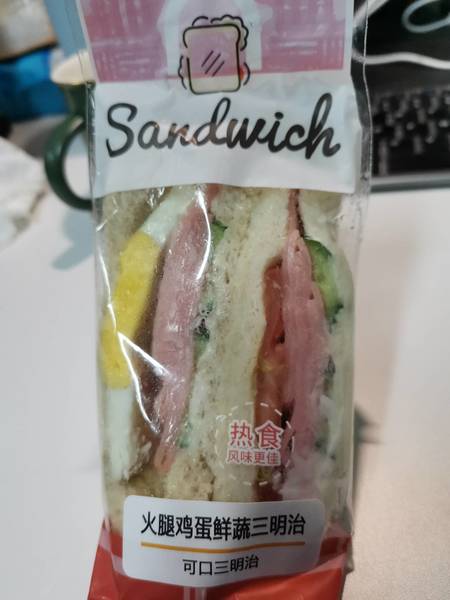 Sandwich
热食
风味更佳
火腿鸡蛋鲜蔬三明治
可口三明治